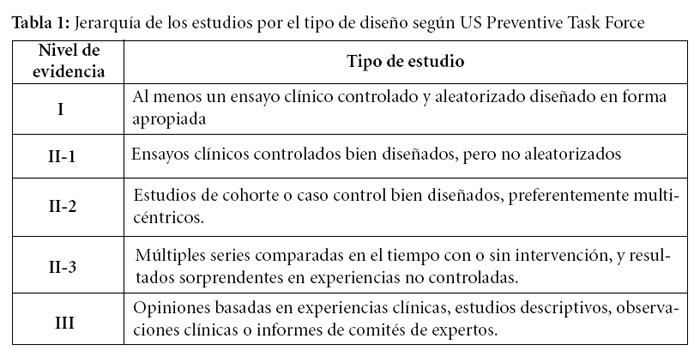 Tabla 1: Jerarquía de los estudios por el tipo de diseño según US Preventive Task Force
Nivel de
evidencia
Tipo de estudio
I
Al menos un ensayo clínico controlado y aleatorizado diseñado en forma
apropiada
II-1
Ensayos clínicos controlados bien diseñados, pero no aleatorizados
II-2
Estudios de cohorte o caso control bien diseñados, preferentemente multi-
céntricos.
II-3
Múltiples series comparadas en el tiempo con o sin intervención, y resul-
tados sorprendentes en experiencias no controladas.
III
Opiniones basadas en experiencias clínicas, estudios descriptivos, observa-
ciones clínicas o informes de comités de expertos.